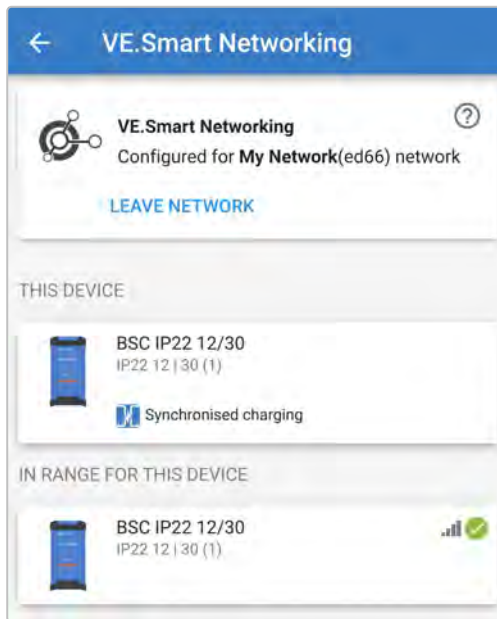 VE.Smart Networking
VE.Smart Networking
Configured for My Network(ed66) network
LEAVE NETWORK
THIS DEVICE
BSC IP22 12/30
IP22 12 | 30 (1)
Synchronised charging
IN RANGE FOR THIS DEVICE
BSC IP22 12/30
IP22 12 | 30 (1)